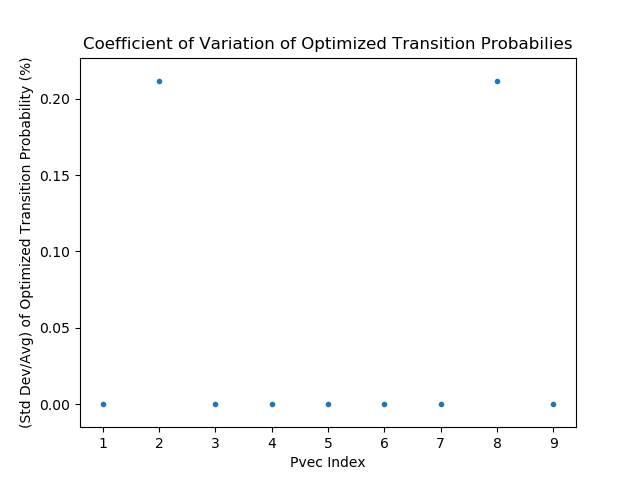 Coefficient of Variation of Optimized Transition Probabilies
(Std Dev/Avg) of Optimized Transition Probability (%)
0.20
0.15
0.10
0.05
0.00
1 2 3 4 5 6 7 8 9
Pvec Index